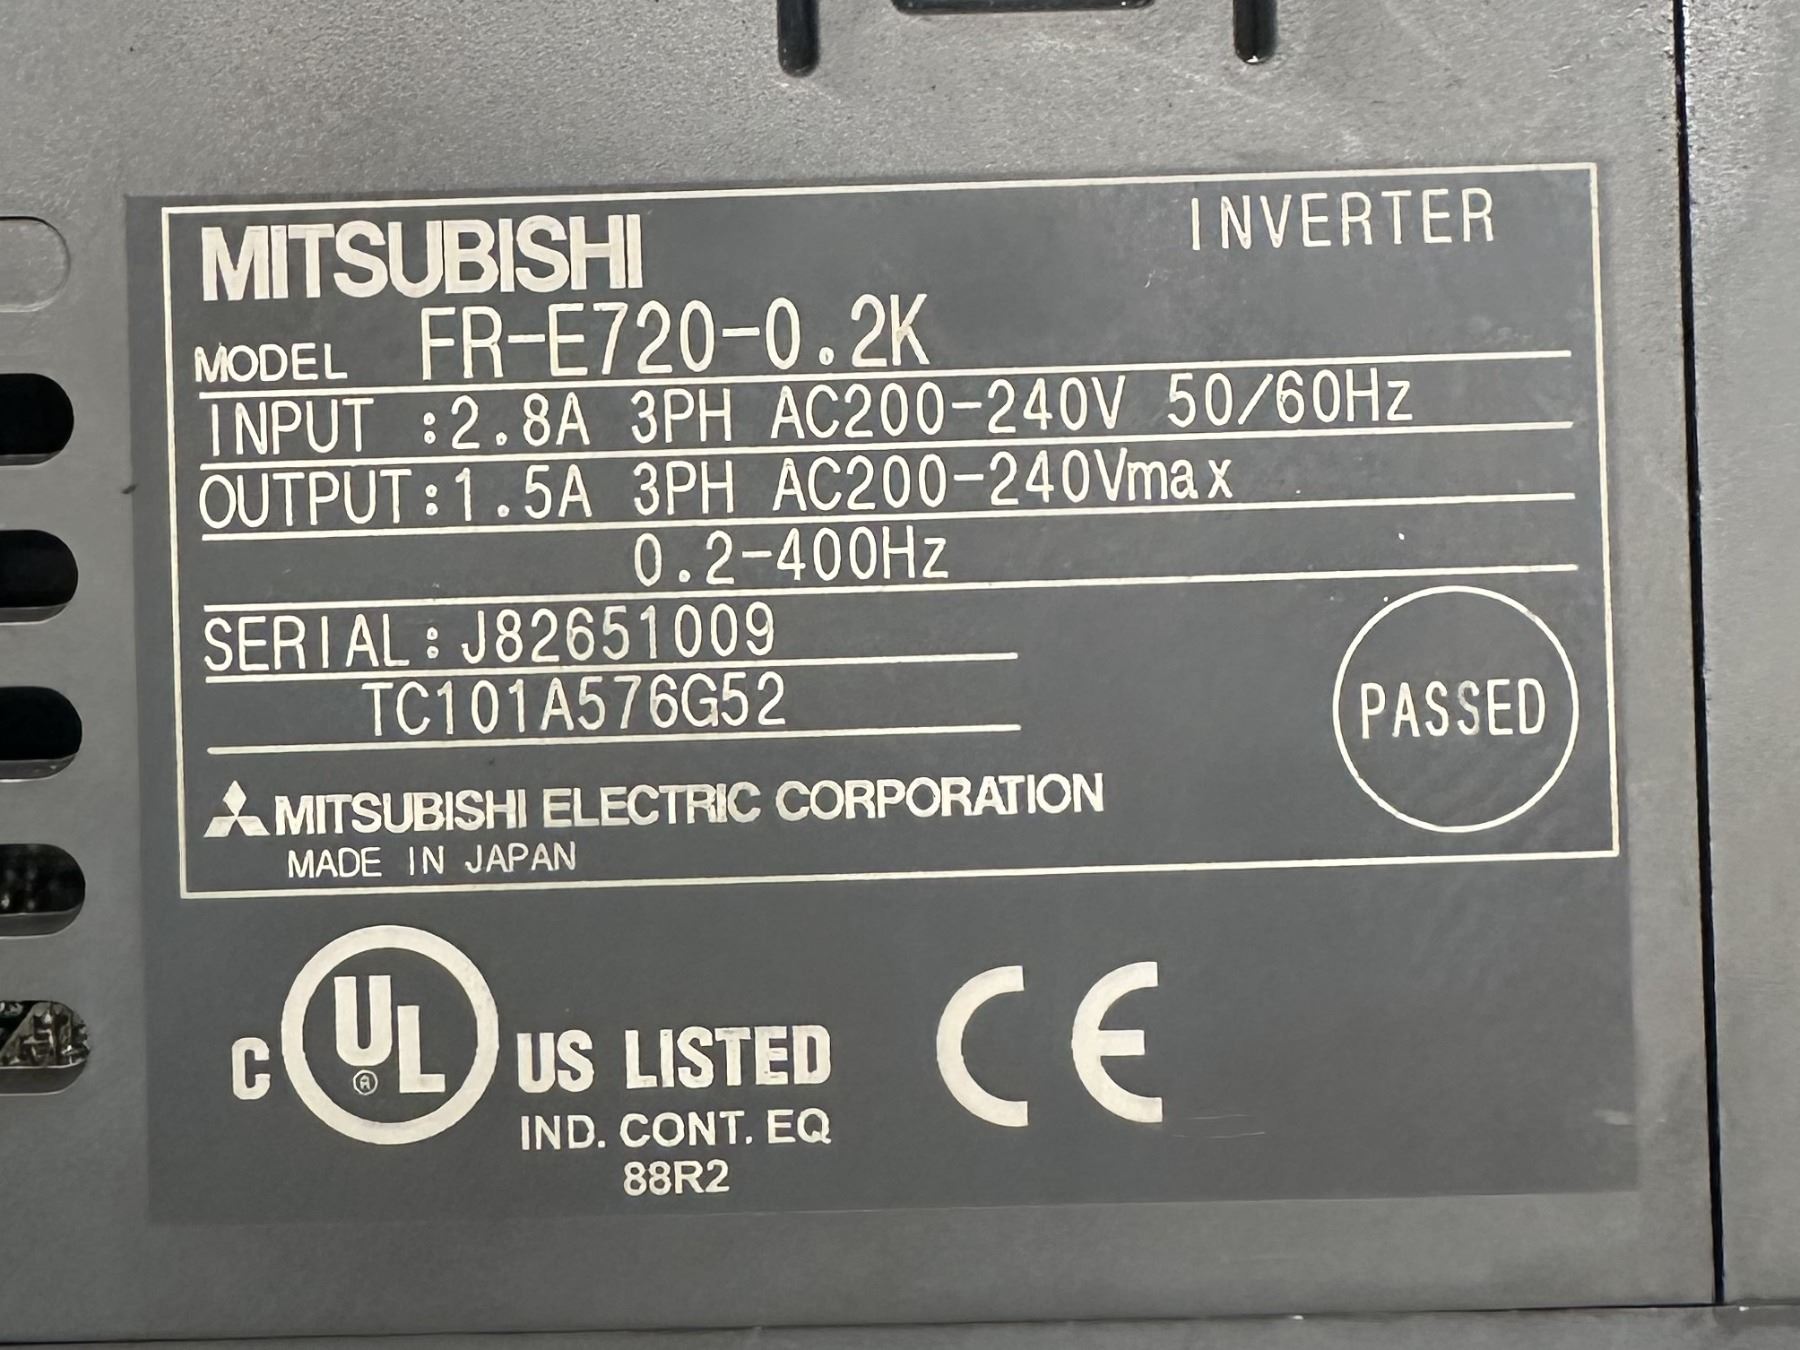 MITSUBISHI INVERTER
MODEL FR-E720-0.2K
INPUT :2.8A 3PH AC200-240V 50/60Hz
OUTPUT:1.5A 3PH AC200-240Vmax
0.2-400Hz
SERIAL:J82651009
TC101A576G52
PASSED
MITSUBISHI ELECTRIC CORPORATION
MADE IN JAPAN
C UL ® US LISTED
IND. CONT. EQ
88R2
CE